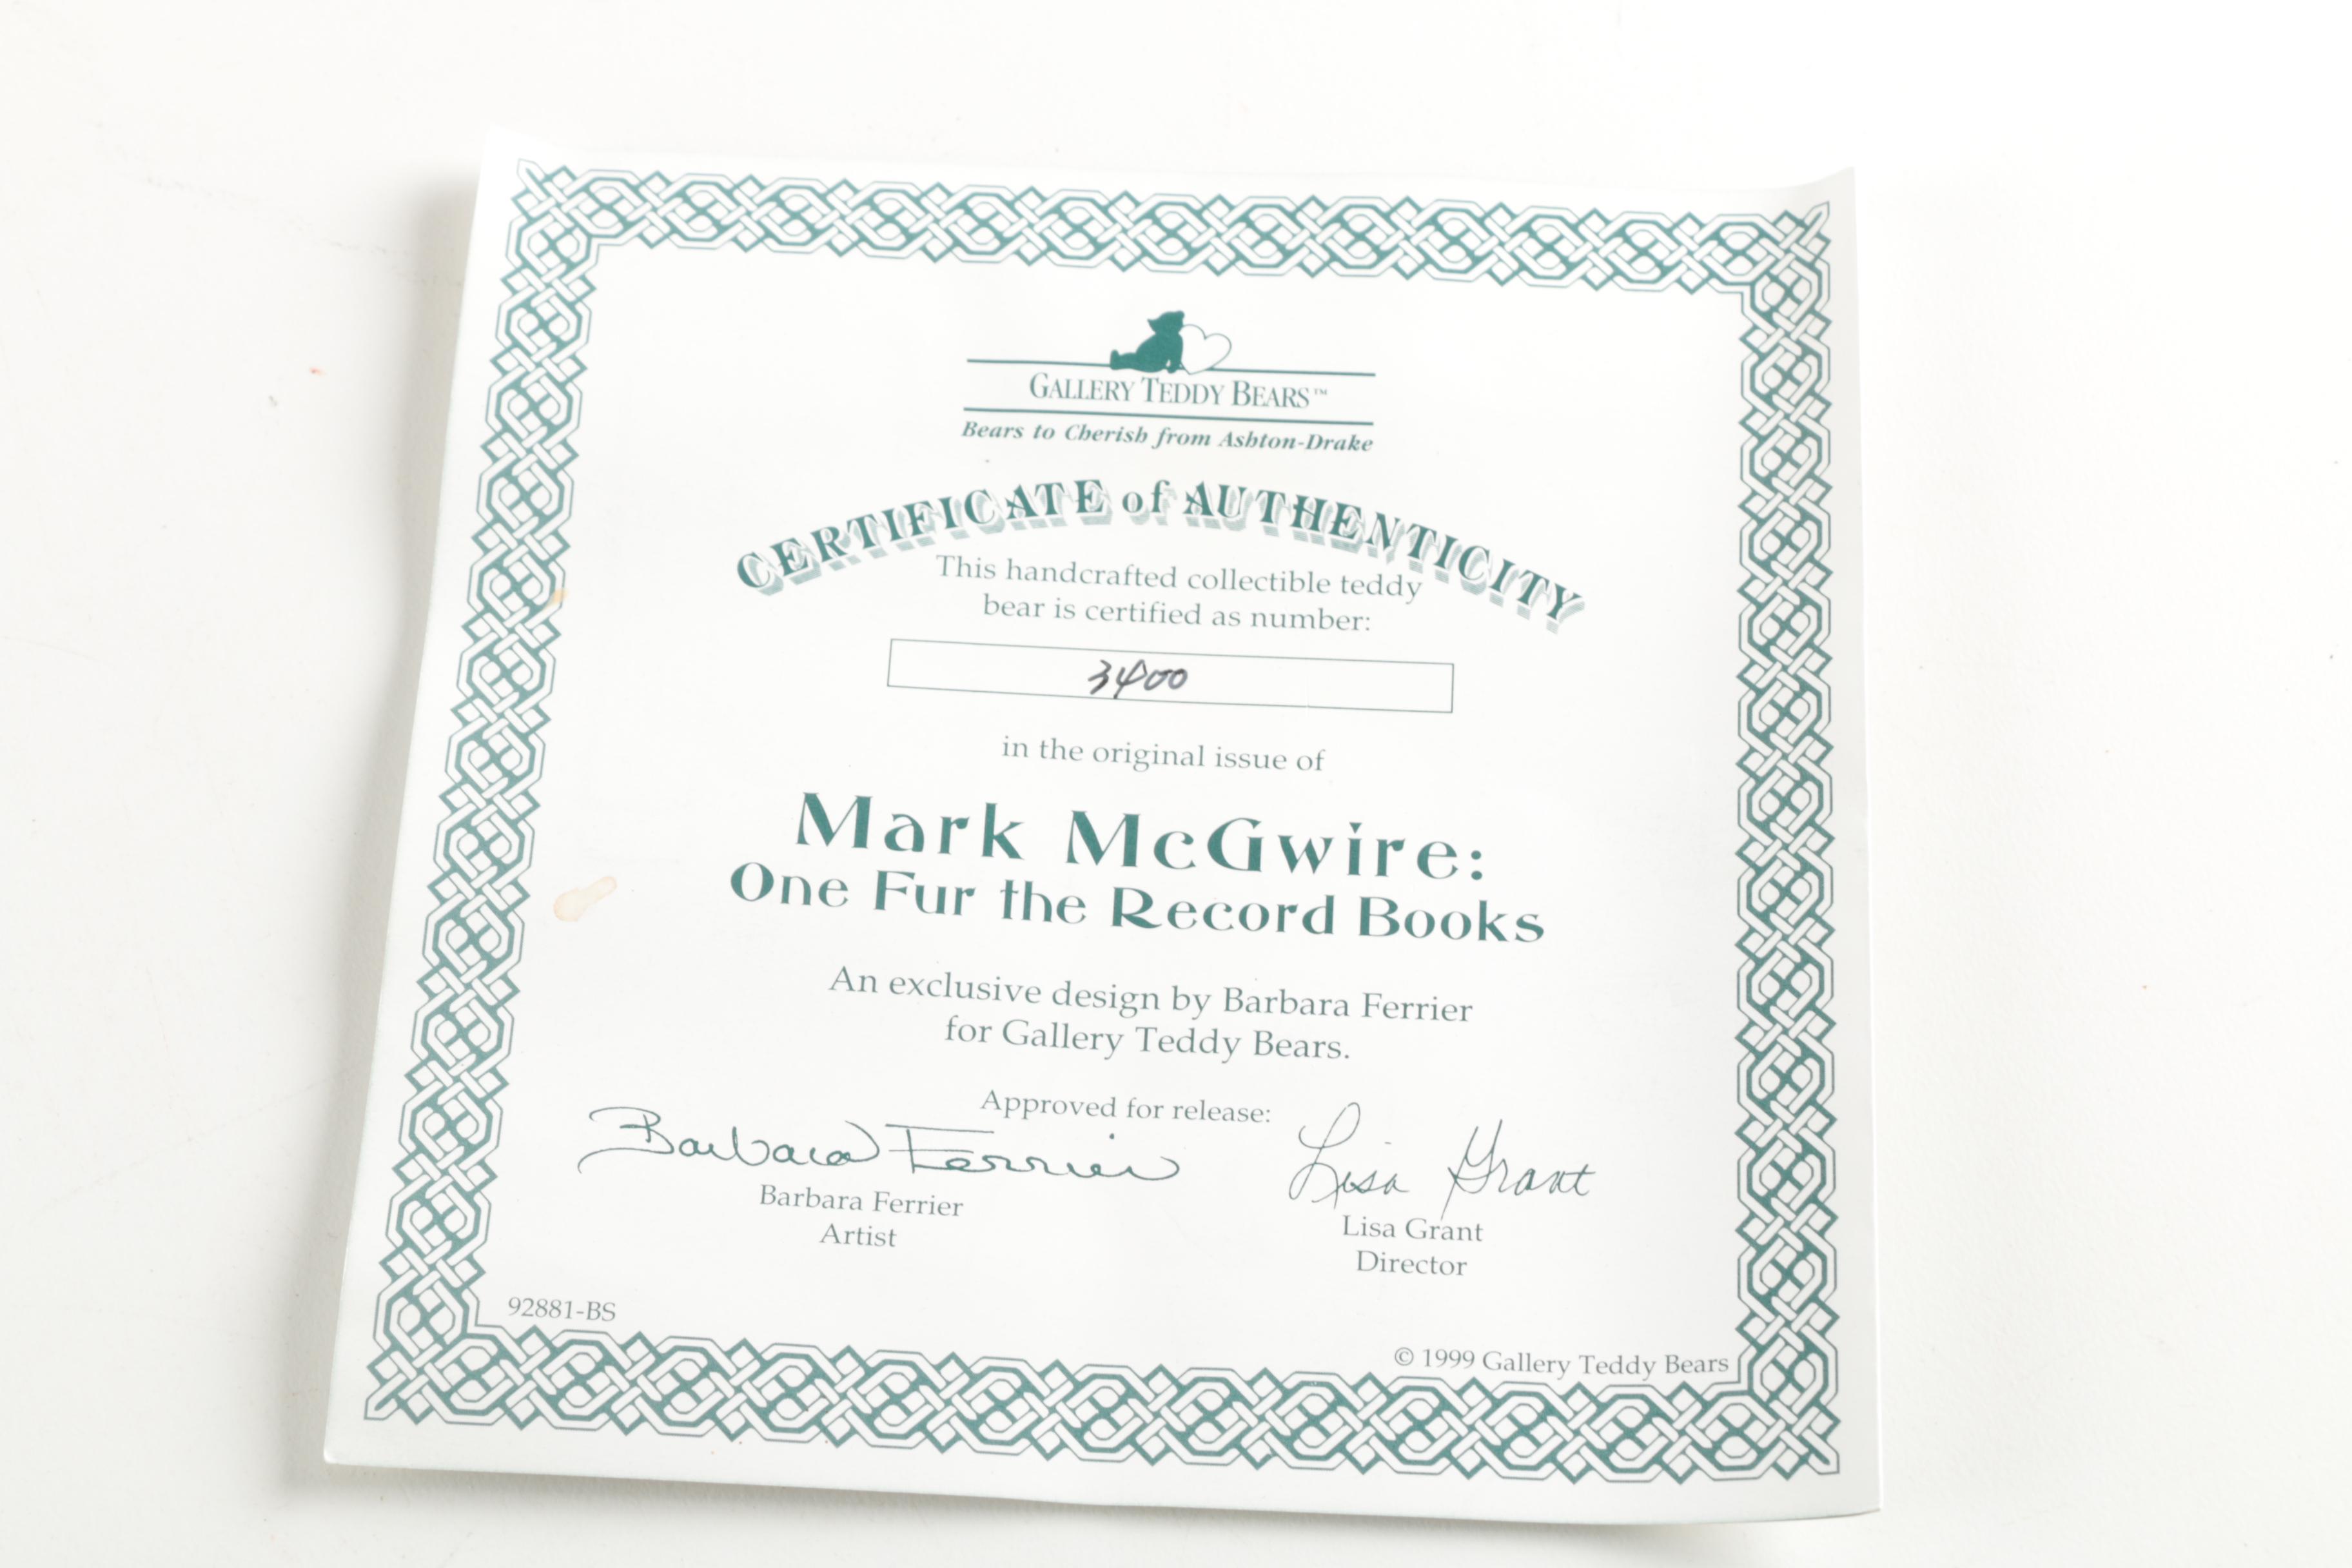 GALLERY TEDDY BEARS™
Bears to Cherish from Ashton-Drake
CERTIFICATE of AUTHENTICITY
This handcrafted collectible teddy
bear is certified as number:
3400
in the original issue of
Mark McGwire:
One Fur the Record Books
An exclusive design by Barbara Ferrier
for Gallery Teddy Bears.
Approved for release:
Barbara Ferrier
Lisa Grant
Barbara Ferrier
Artist
Lisa Grant
Director
92881-BS
© 1999 Gallery Teddy Bears